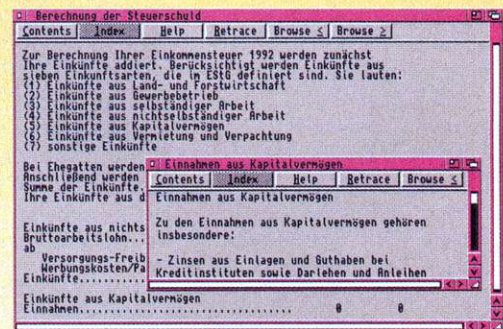 Berechnung der Steuerschuld
Contents Index Help Retrace Browse < Browse >
Zur Berechnung Ihrer Einkommensteuer 1992 werden zunächst
Ihre Einkünfte addiert. Berücksichtigt werden Einkünfte aus
sieben Einkunftsarten, die im EStG definiert sind. Sie lauten:
(1) Einkünfte aus Land- und Forstwirtschaft
(2) Einkünfte aus Gewerbebetrieb
(3) Einkünfte aus selbständiger Arbeit
(4) Einkünfte aus nichtselbständiger Arbeit
(5) Einkünfte aus Kapitalvermögen
(6) Einkünfte aus Vermietung und Verpachtung
(7) sonstige Einkünfte
Bei Ehegatten werden
Anschließend werden
Summe der Einkünfte.
Ihre Einkünfte aus d
Einkünfte aus nichts
Bruttoarbeitslohn...
ab
Versorgungs-Freib
Werbungskosten/Pa
Einkünfte...........
Einkünfte aus Kapitalvermögen
Einnahmen.................................. 0 0
Einnahmen aus Kapitalvermögen
Contents Index Help Retrace Browse <
Einnahmen aus Kapitalvermögen
Zu den Einnahmen aus Kapitalvermögen gehören
insbesondere:
- Zinsen aus Einlagen und Guthaben bei
Kreditinstituten sowie Darlehen und Anleihen